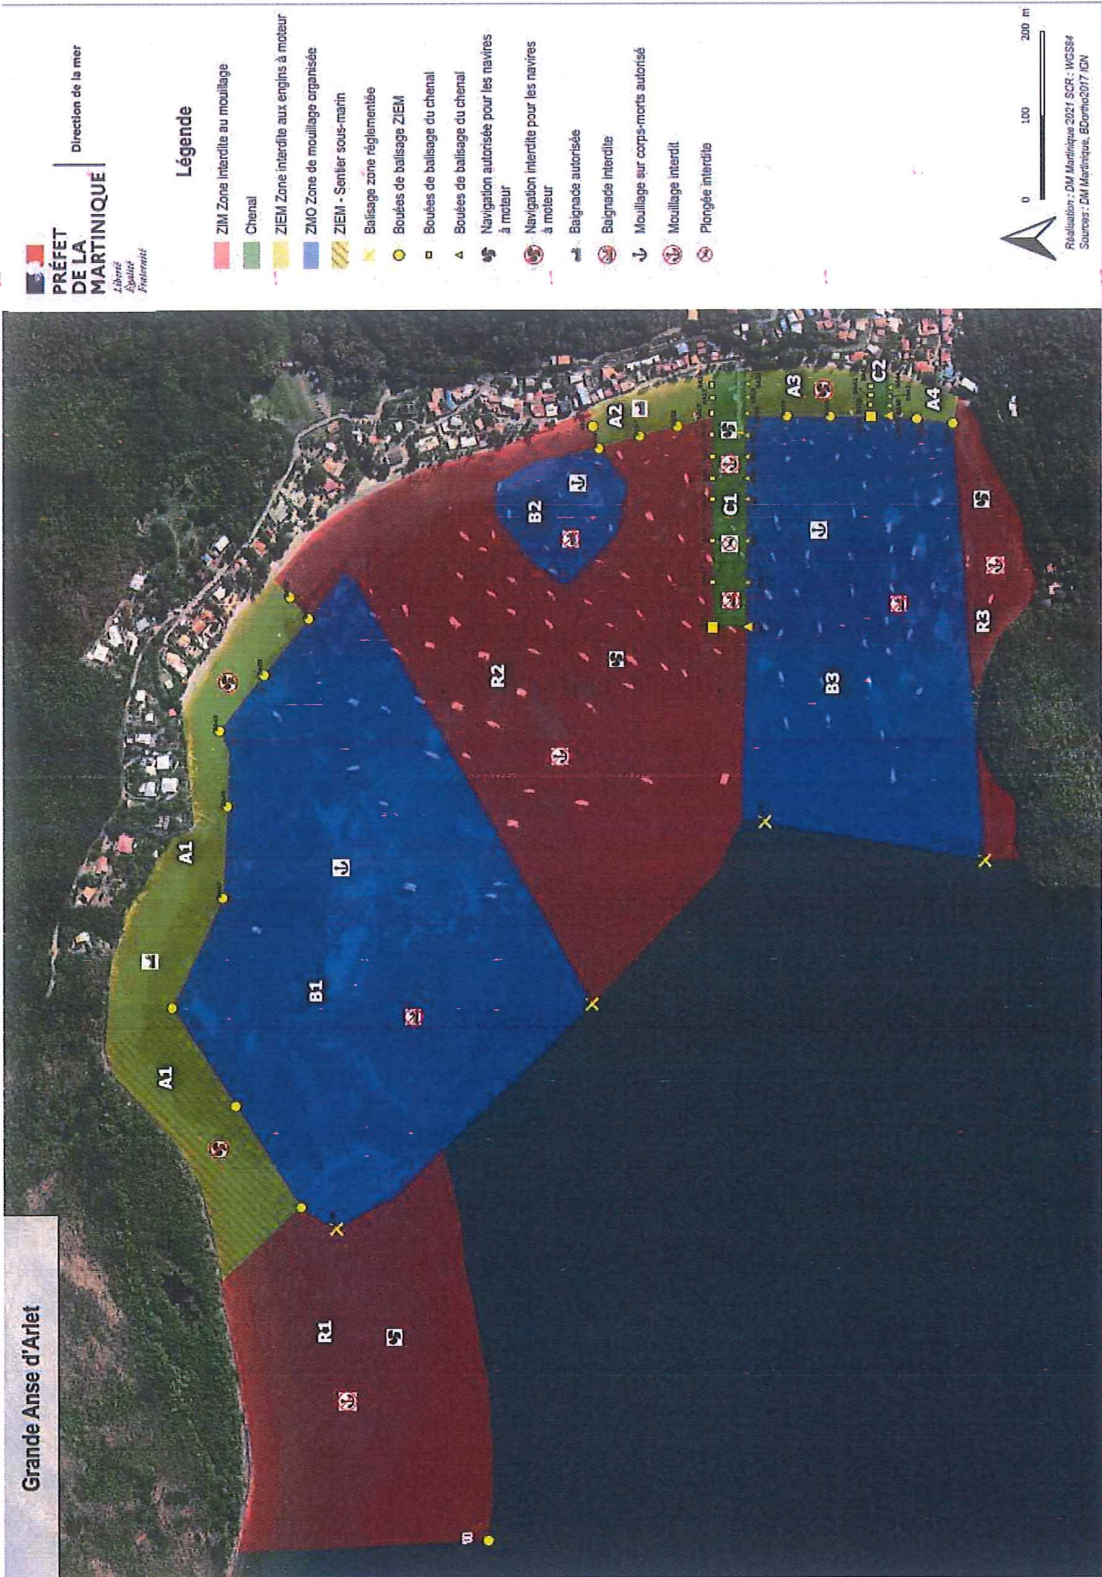 Grande Anse d'Arlet
PRÉFET
DE LA
MARTINIQUE
Liberté
Égalité
Fraternité
Direction de la mer
Légende
ZIM Zone interdite au mouillage
Chenal
ZIEM Zone interdite aux engins à moteur
ZMO Zone de mouillage organisée
ZIEM - Sentier sous-marin
Balisage zone réglementée
Bouées de balisage ZIEM
Bouées de balisage du chenal
Bouées de balisage du chenal
Navigation autorisée pour les navires
à moteur
Navigation interdite pour les navires
à moteur
Baignade autorisée
Baignade interdite
Mouillage sur corps-morts autorisé
Mouillage interdit
Plongée interdite
0 100 200 m
Réalisation : DM Martinique 2021 SCR : WGS84
Sources : DM Martinique, BDortho2017 IGN
R1
A1
A1
B1
R2
B2
A2
C1
A3
C2
A4
B3
R3